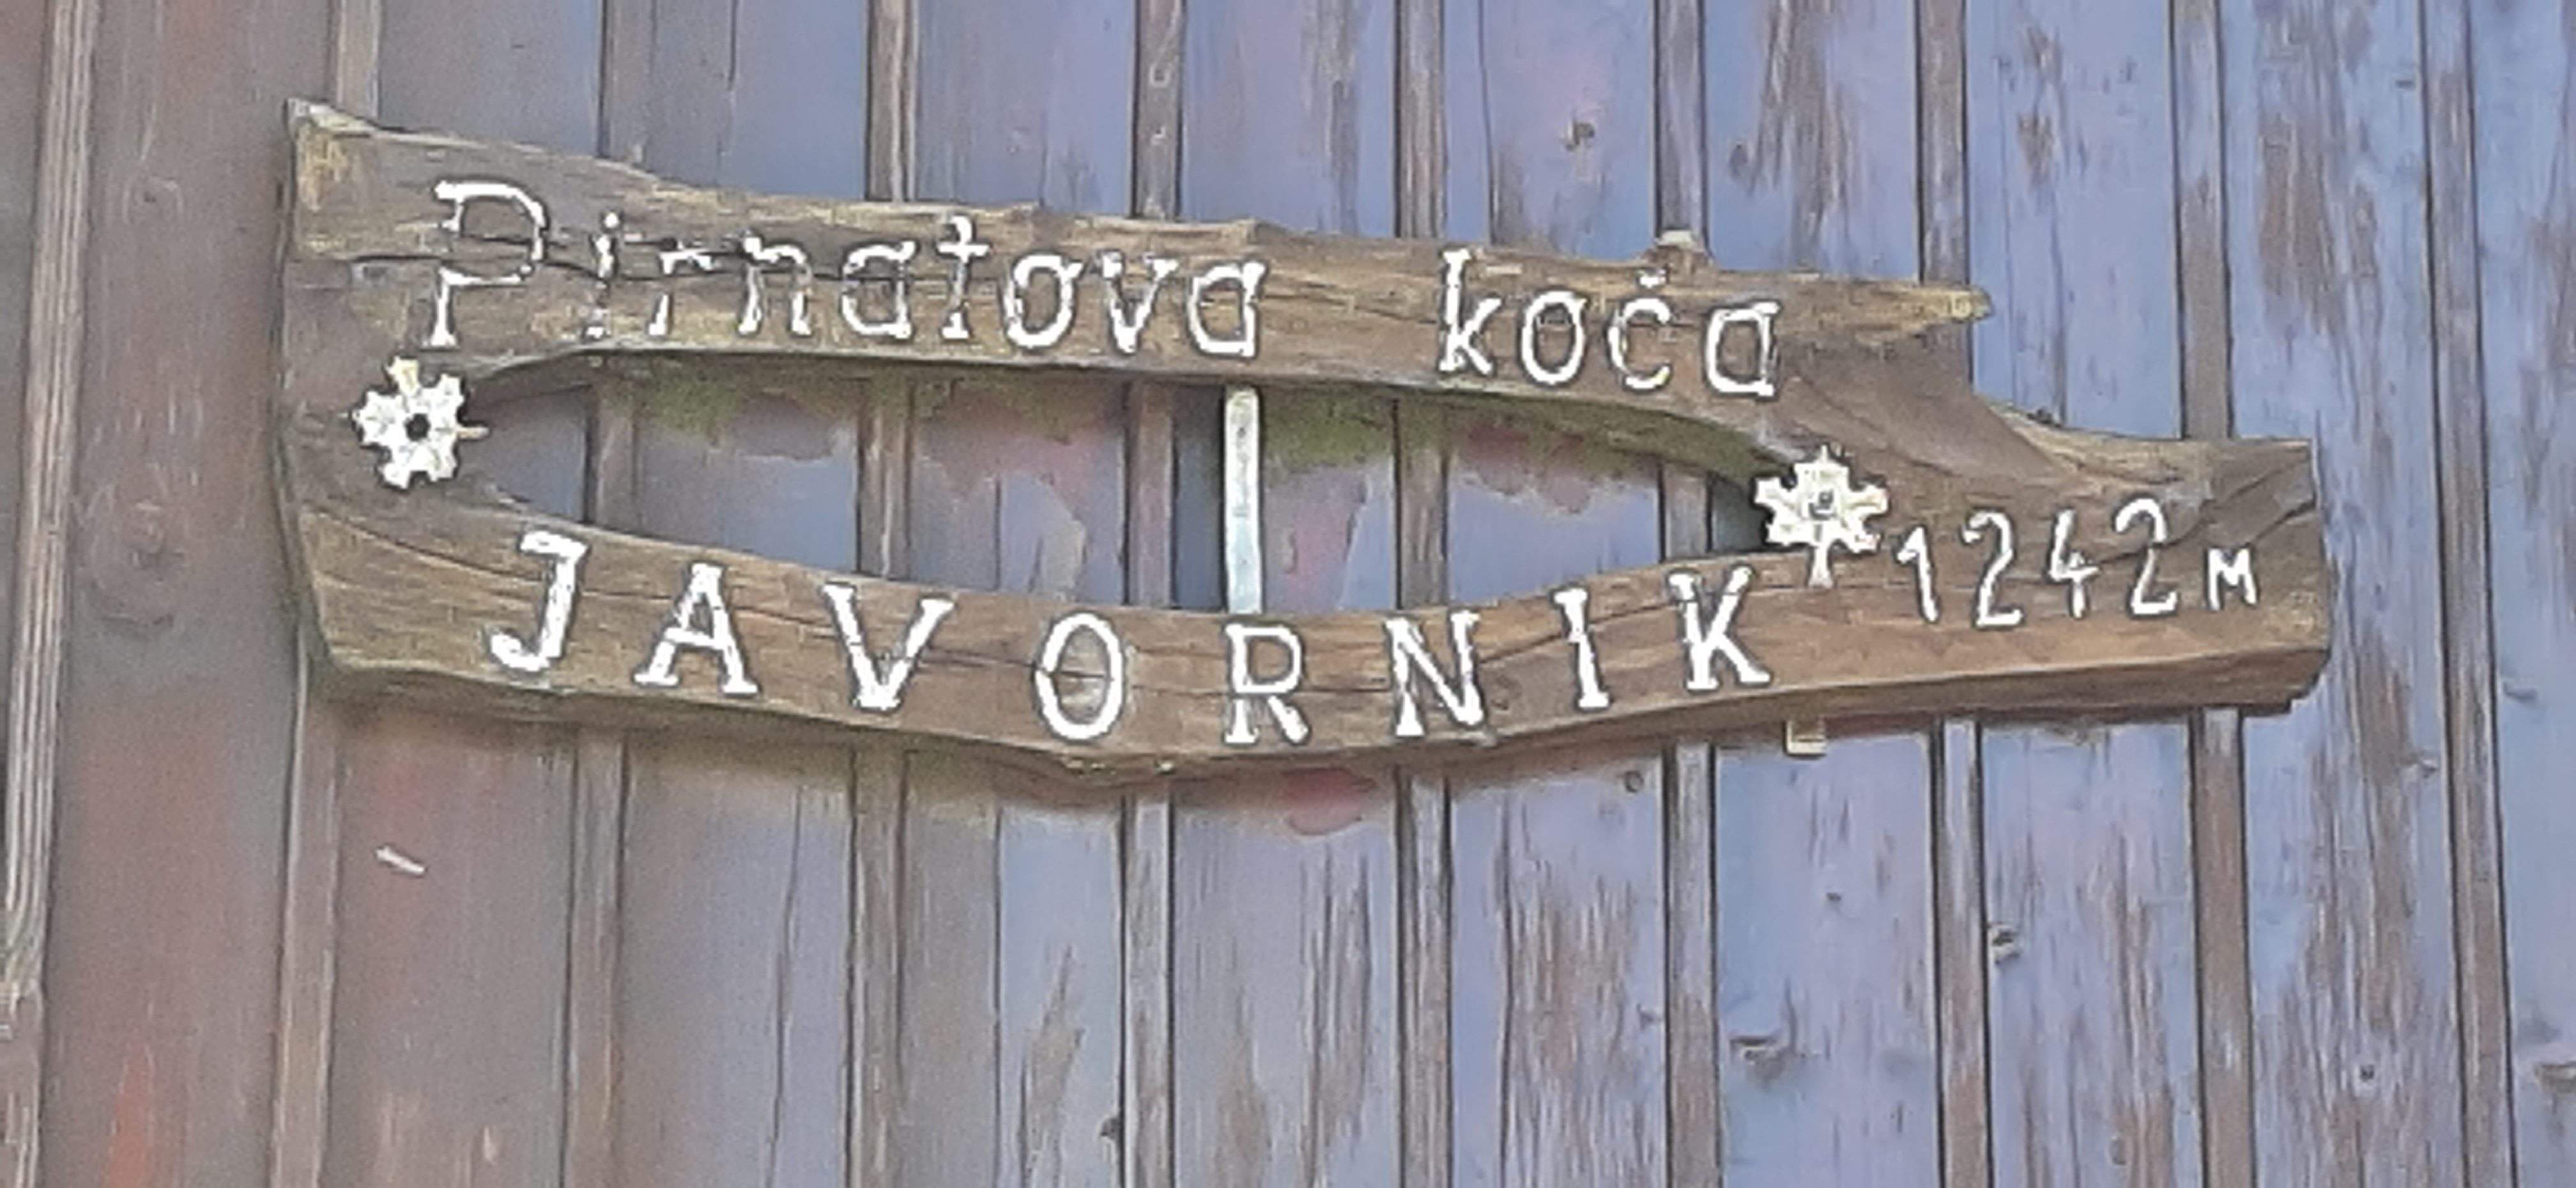 Pirnatova koča
JAVORNIK 1242 M